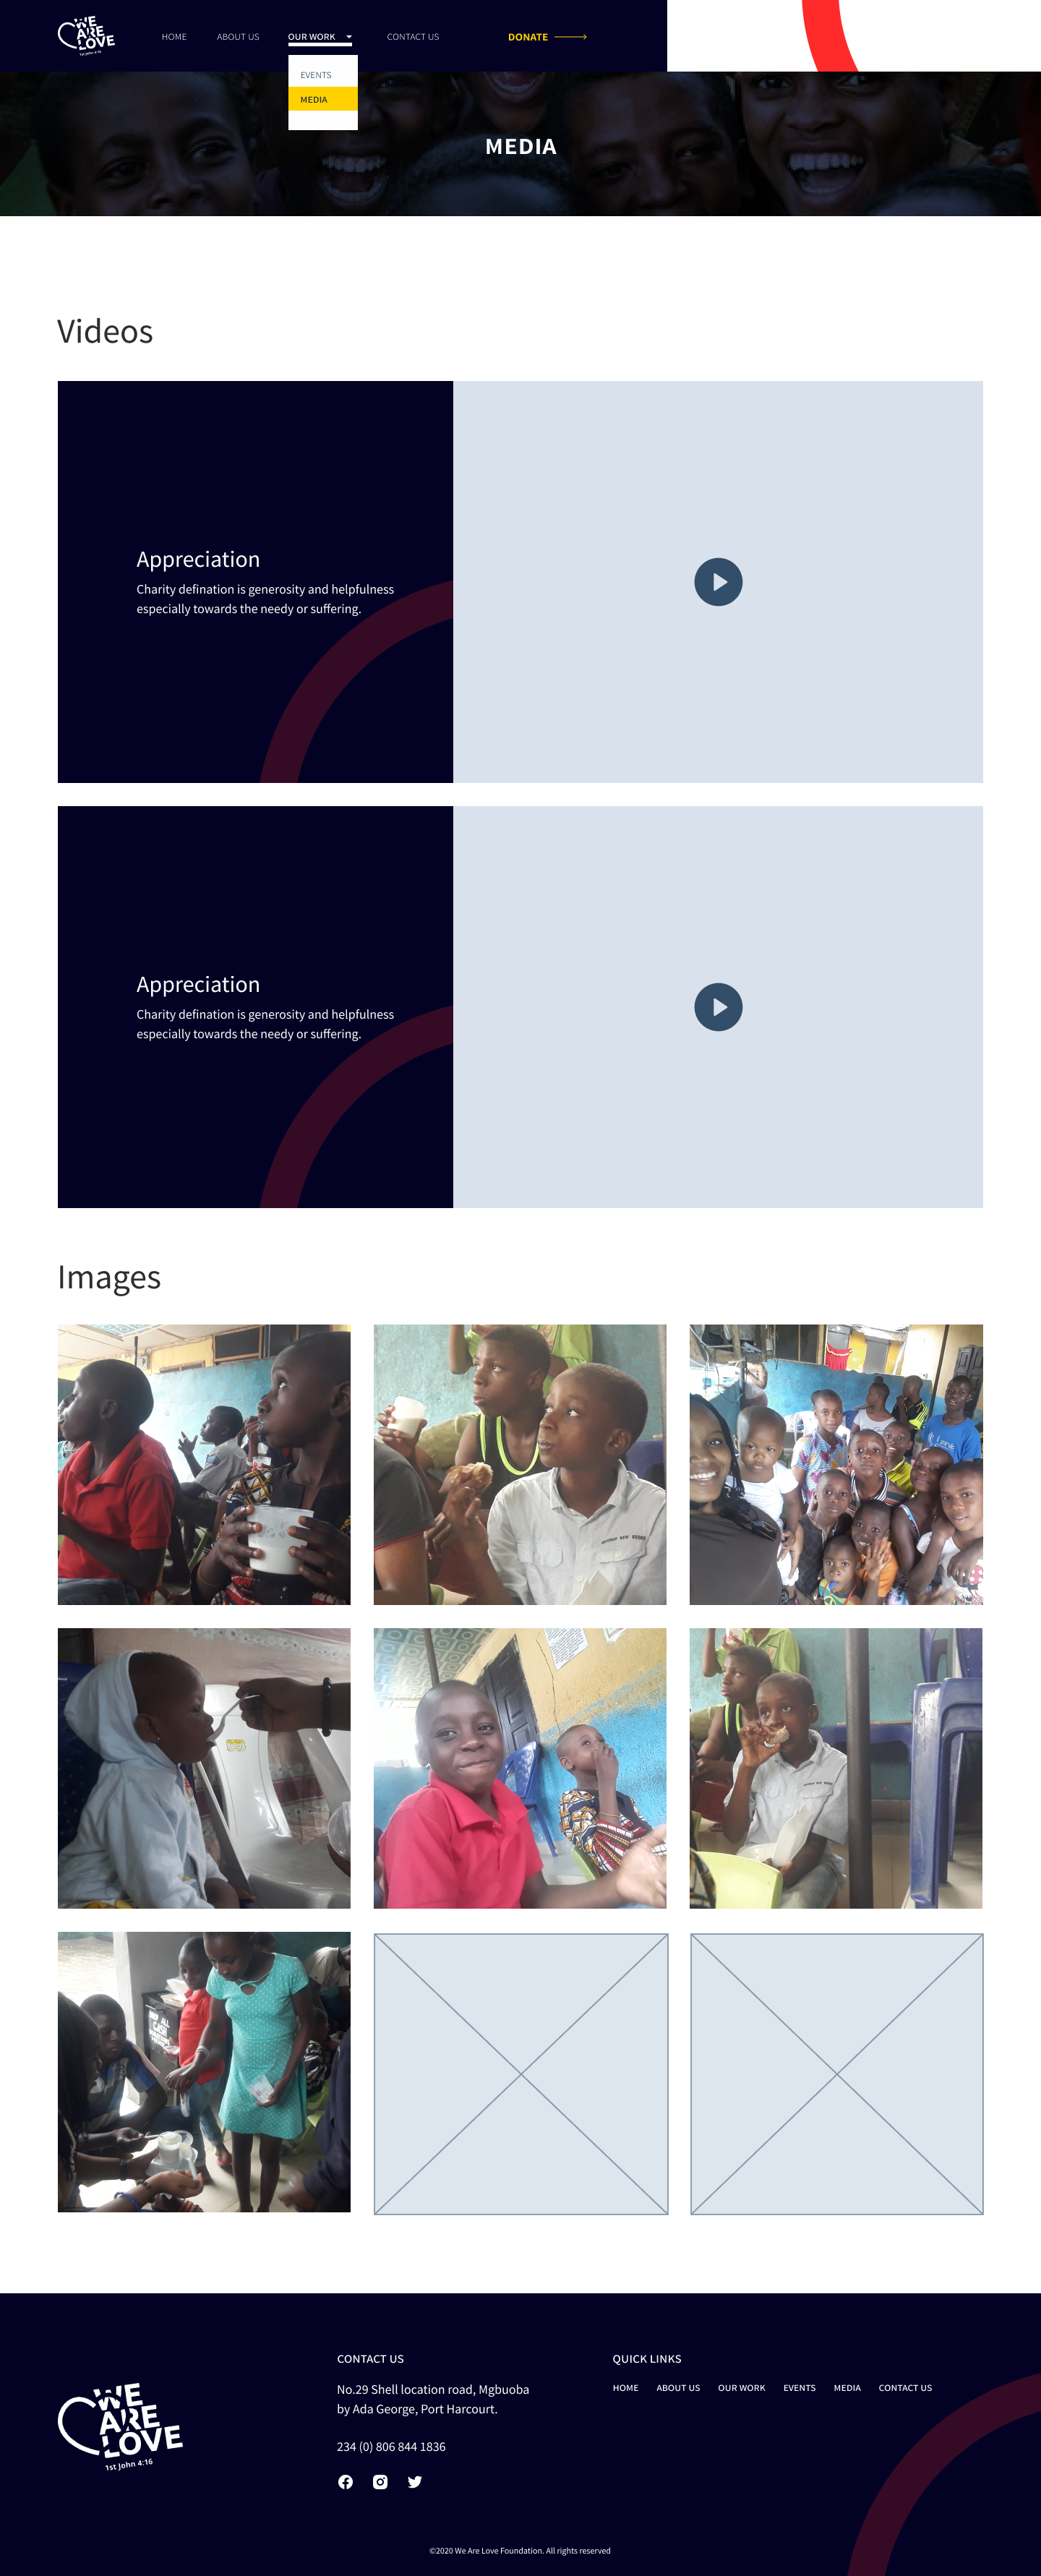 WE
ARE
LOVE
1st John 4:16
HOME ABOUT US OUR WORK CONTACT US DONATE
EVENTS
MEDIA
MEDIA
Videos
Appreciation
Charity defination is generosity and helpfulness
especially towards the needy or suffering.
Appreciation
Charity defination is generosity and helpfulness
especially towards the needy or suffering.
Images
WE
ARE
LOVE
1st John 4:16
CONTACT US
No.29 Shell location road, Mgbuoba
by Ada George, Port Harcourt.
234 (0) 806 844 1836
QUICK LINKS
HOME ABOUT US OUR WORK EVENTS MEDIA CONTACT US
©2020 We Are Love Foundation. All rights reserved